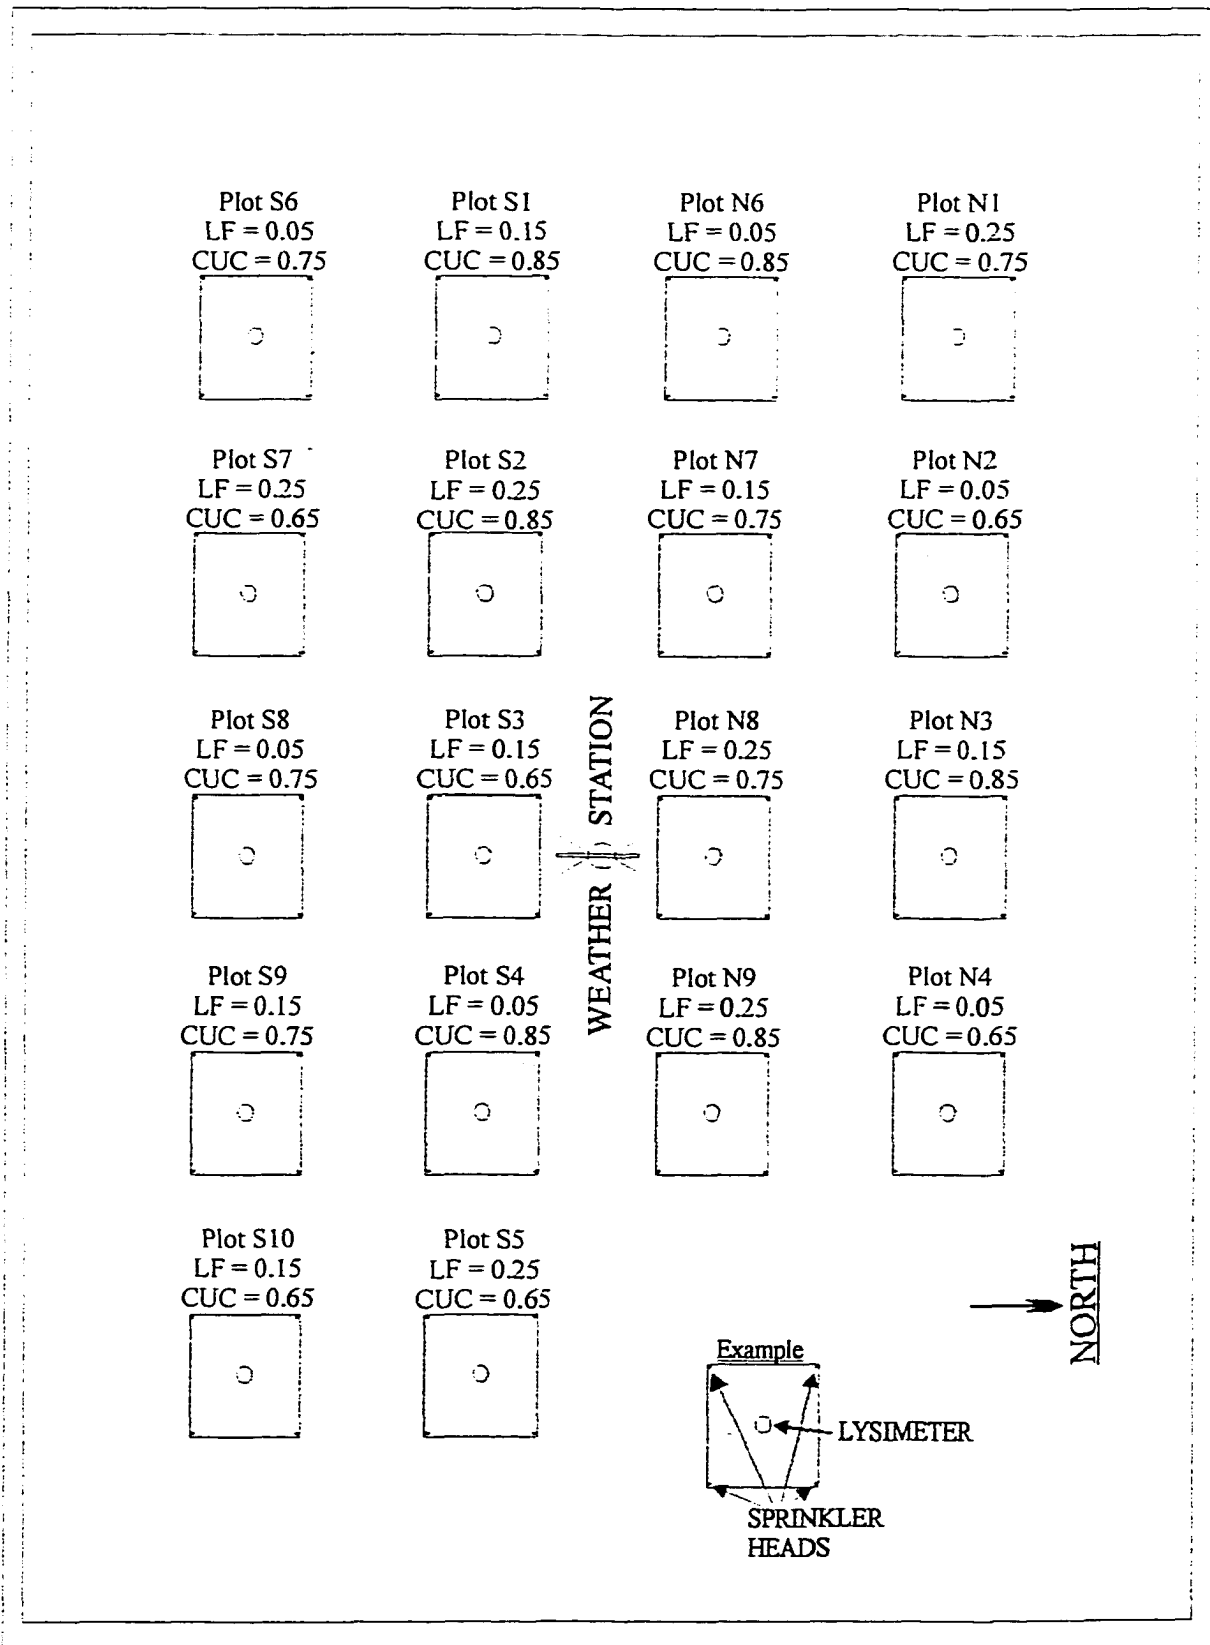 Plot S6
LF = 0.05
CUC = 0.75
Plot S1
LF = 0.15
CUC = 0.85
Plot N6
LF = 0.05
CUC = 0.85
Plot N1
LF = 0.25
CUC = 0.75
Plot S7
LF = 0.25
CUC = 0.65
Plot S2
LF = 0.25
CUC = 0.85
Plot N7
LF = 0.15
CUC = 0.75
Plot N2
LF = 0.05
CUC = 0.65
Plot S8
LF = 0.05
CUC = 0.75
Plot S3
LF = 0.15
CUC = 0.65
WEATHER STATION
Plot N8
LF = 0.25
CUC = 0.75
Plot N3
LF = 0.15
CUC = 0.85
Plot S9
LF = 0.15
CUC = 0.75
Plot S4
LF = 0.05
CUC = 0.85
Plot N9
LF = 0.25
CUC = 0.85
Plot N4
LF = 0.05
CUC = 0.65
Plot S10
LF = 0.15
CUC = 0.65
Plot S5
LF = 0.25
CUC = 0.65
NORTH
Example
LYSIMETER
SPRINKLER
HEADS